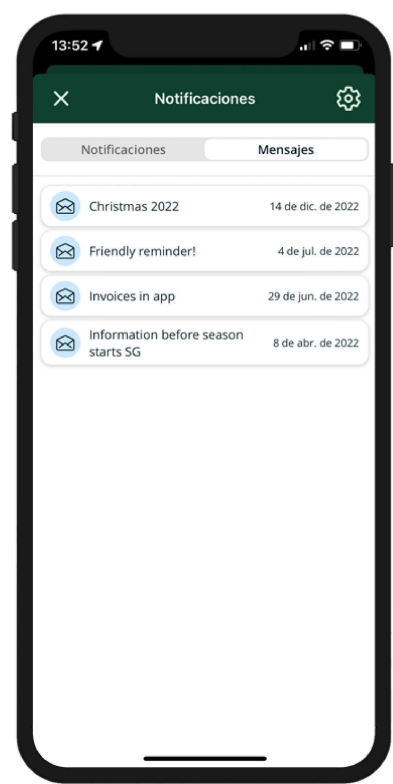 13:52
Notificaciones
Notificaciones Mensajes
Christmas 2022 14 de dic. de 2022
Friendly reminder! 4 de jul. de 2022
Invoices in app 29 de jun. de 2022
Information before season
starts SG 8 de abr. de 2022